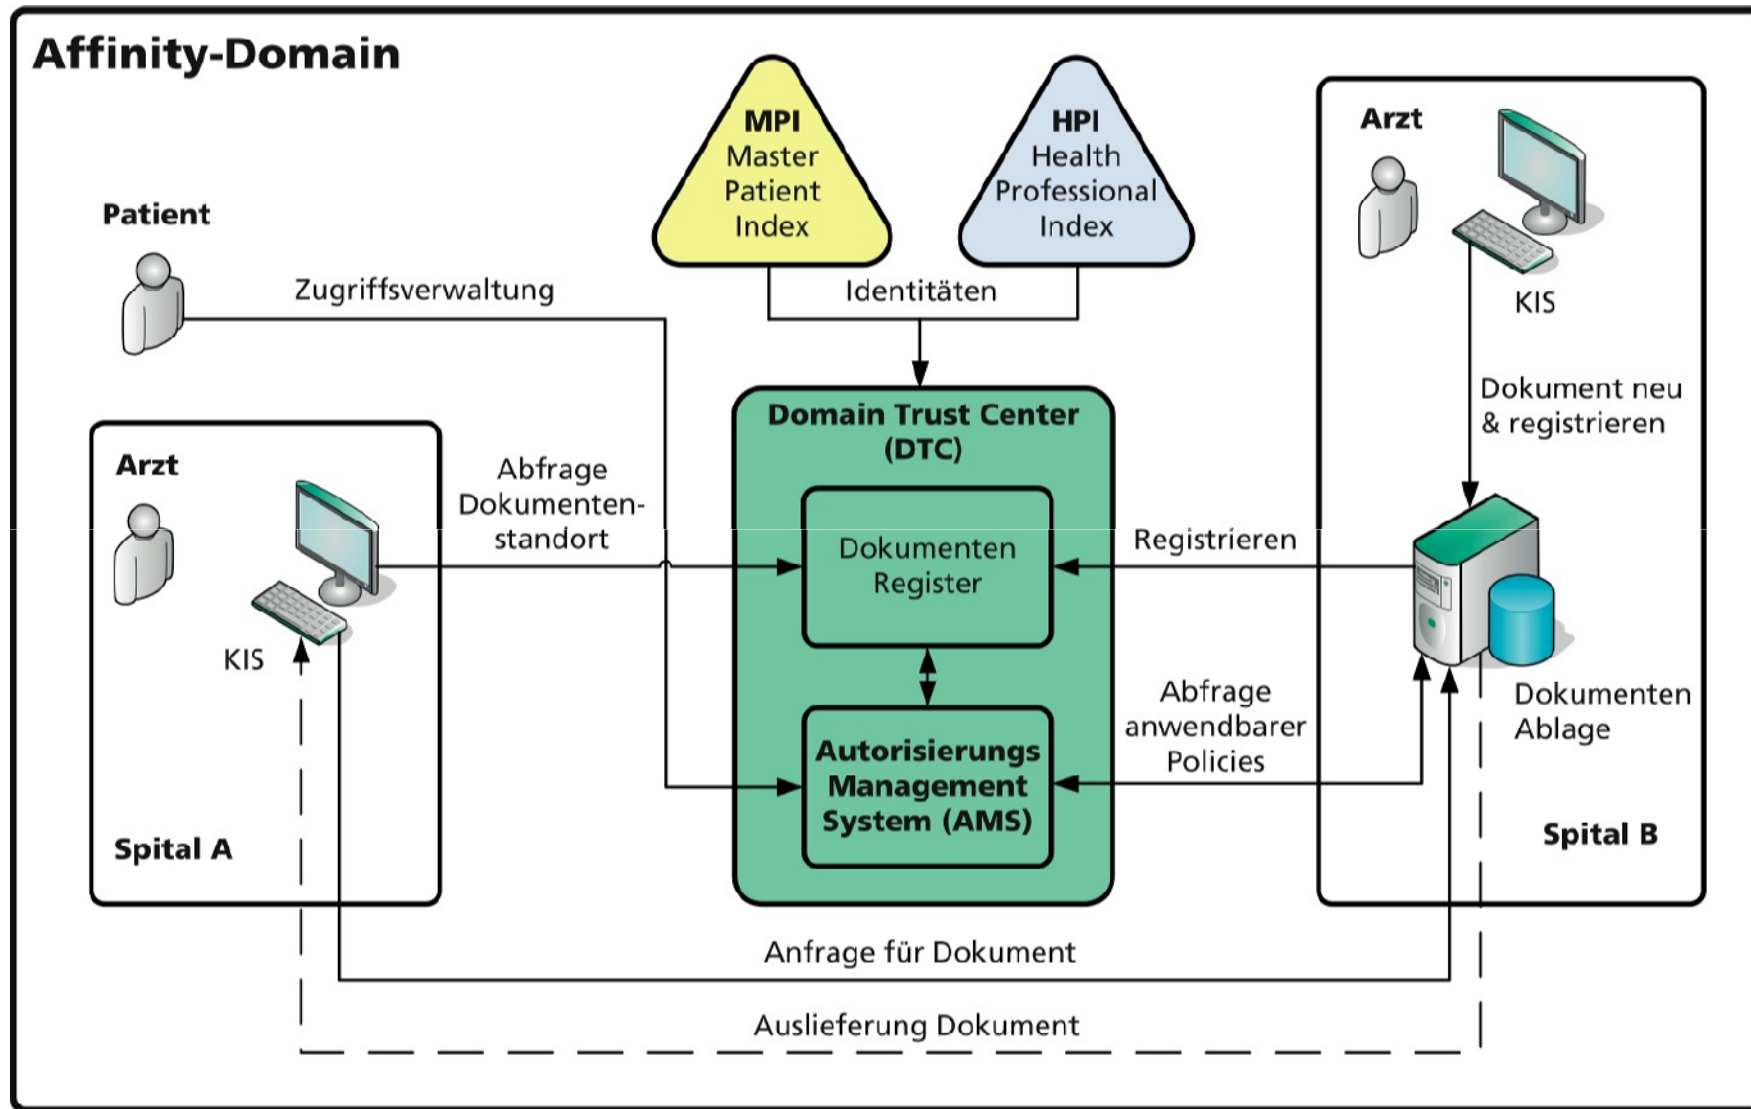 Affinity-Domain
MPI
Master
Patient
Index
HPI
Health
Professional
Index
Arzt
KIS
Patient
Zugriffsverwaltung
Identitäten
Dokument neu
& registrieren
Domain Trust Center
(DTC)
Arzt
KIS
Abfrage
Dokumenten-
standort
Dokumenten
Register
Registrieren
Abfrage
anwendbarer
Policies
Dokumenten
Ablage
Autorisierungs
Management
System (AMS)
Spital A
Spital B
Anfrage für Dokument
Auslieferung Dokument